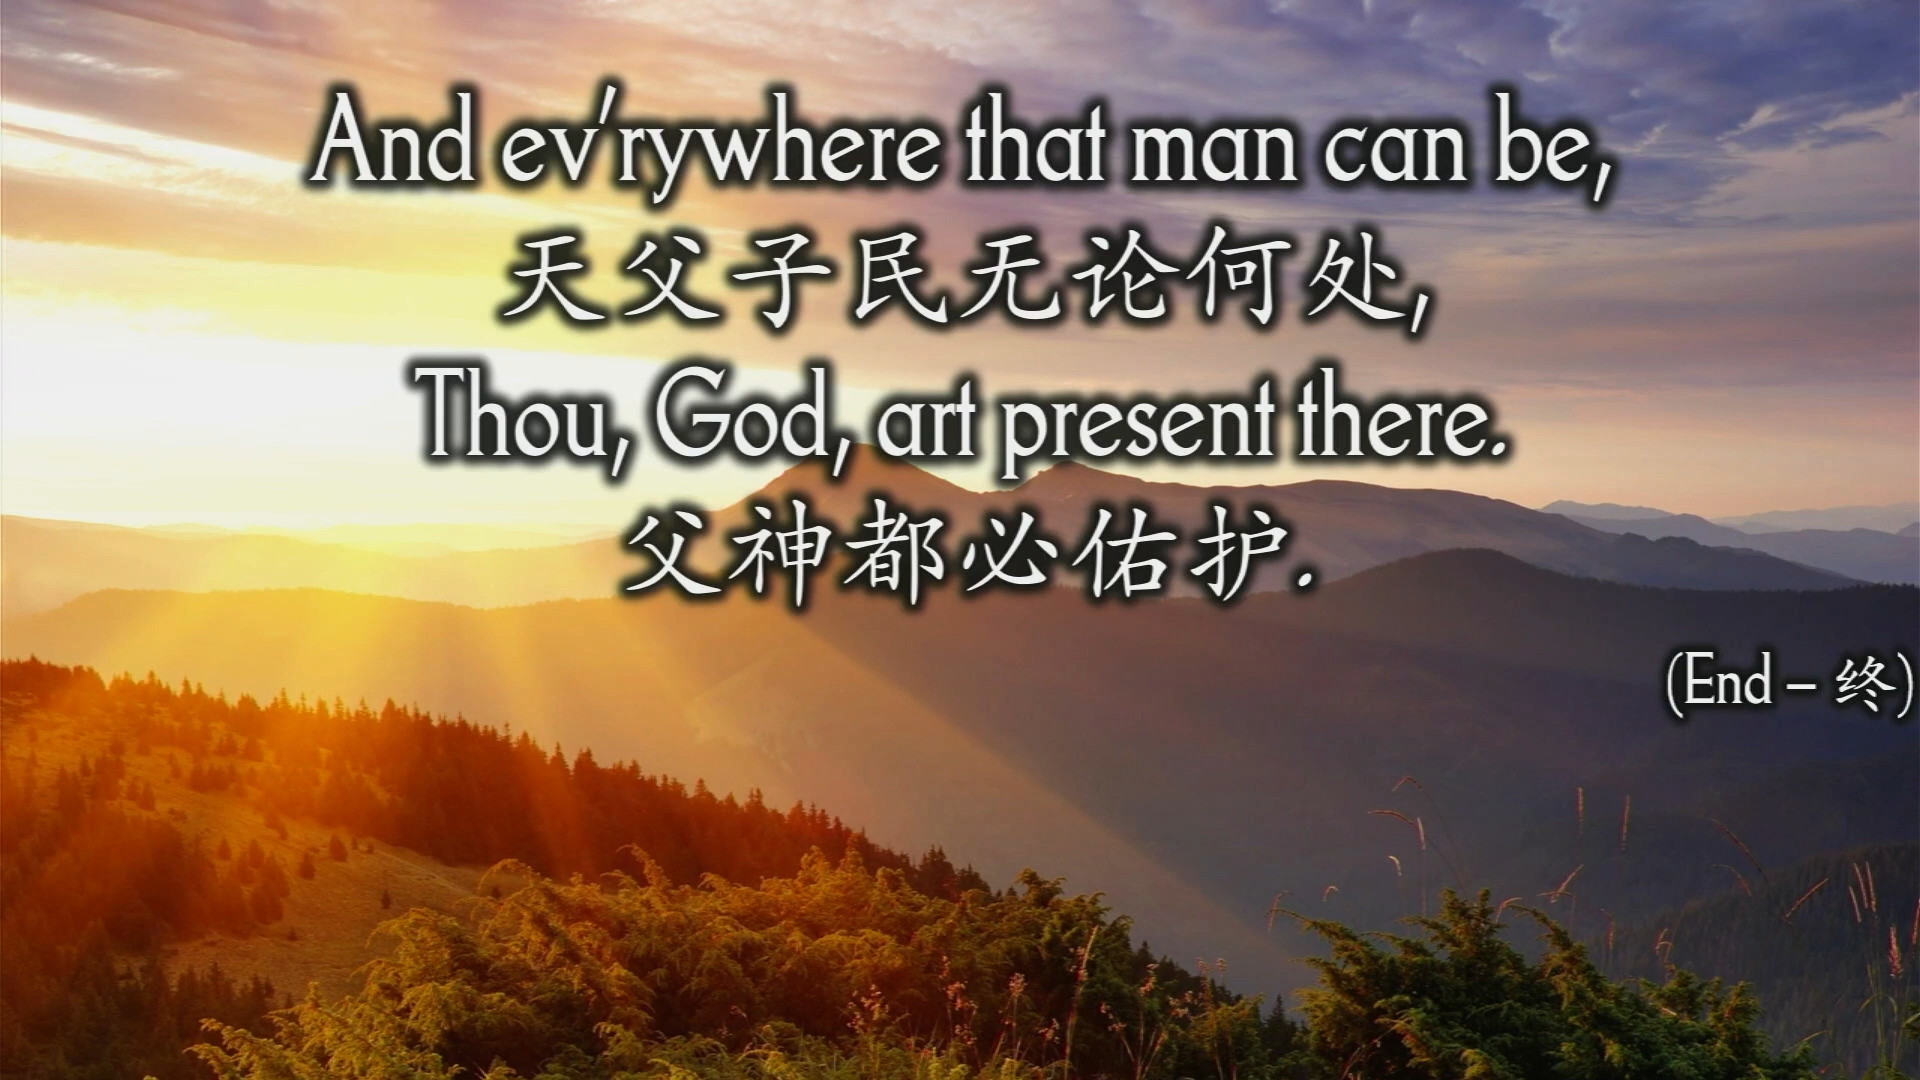 And ev'rywhere that man can be,
天父子民无论何处,
Thou, God, art present there.
父神都必佑护.
(End – 终)